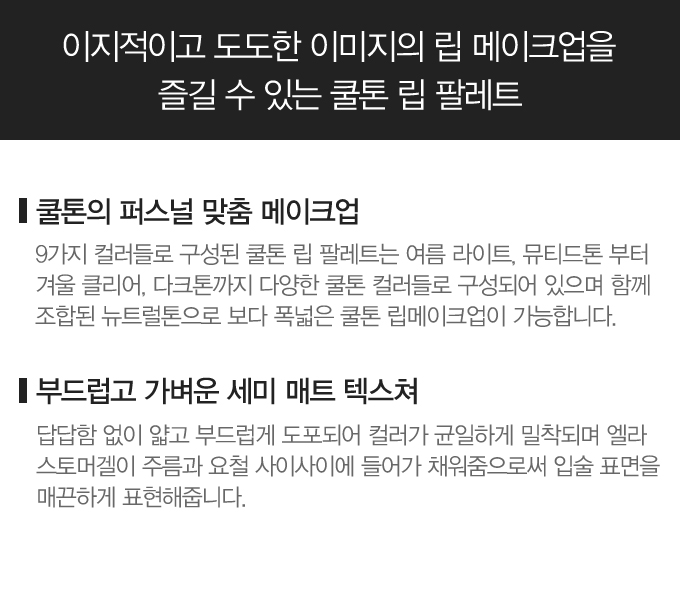 이지적이고 도도한 이미지의 립 메이크업을
즐길 수 있는 쿨톤 립 팔레트
쿨톤의 퍼스널 맞춤 메이크업
9가지 컬러들로 구성된 쿨톤 립 팔레트는 여름 라이트, 뮤티드톤 부터
겨울 클리어, 다크톤까지 다양한 쿨톤 컬러들로 구성되어 있으며 함께
조합된 뉴트럴톤으로 보다 폭넓은 쿨톤 립메이크업이 가능합니다.
부드럽고 가벼운 세미 매트 텍스쳐
답답함 없이 얇고 부드럽게 도포되어 컬러가 균일하게 밀착되며 엘라
스토머겔이 주름과 요철 사이사이에 들어가 채워줌으로써 입술 표면을
매끈하게 표현해줍니다.